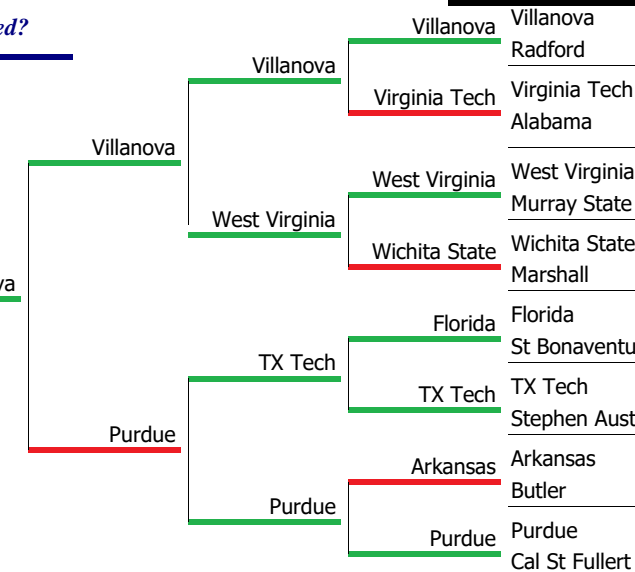 ed?
Villanova
Villanova
Radford
Villanova
Virginia Tech
Virginia Tech
Alabama
Villanova
West Virginia
West Virginia
Murray State
West Virginia
Wichita State
Wichita State
Marshall
va
Florida
Florida
St Bonaventu
TX Tech
TX Tech
TX Tech
Stephen Aust
Purdue
Arkansas
Arkansas
Butler
Purdue
Purdue
Purdue
Cal St Fullert